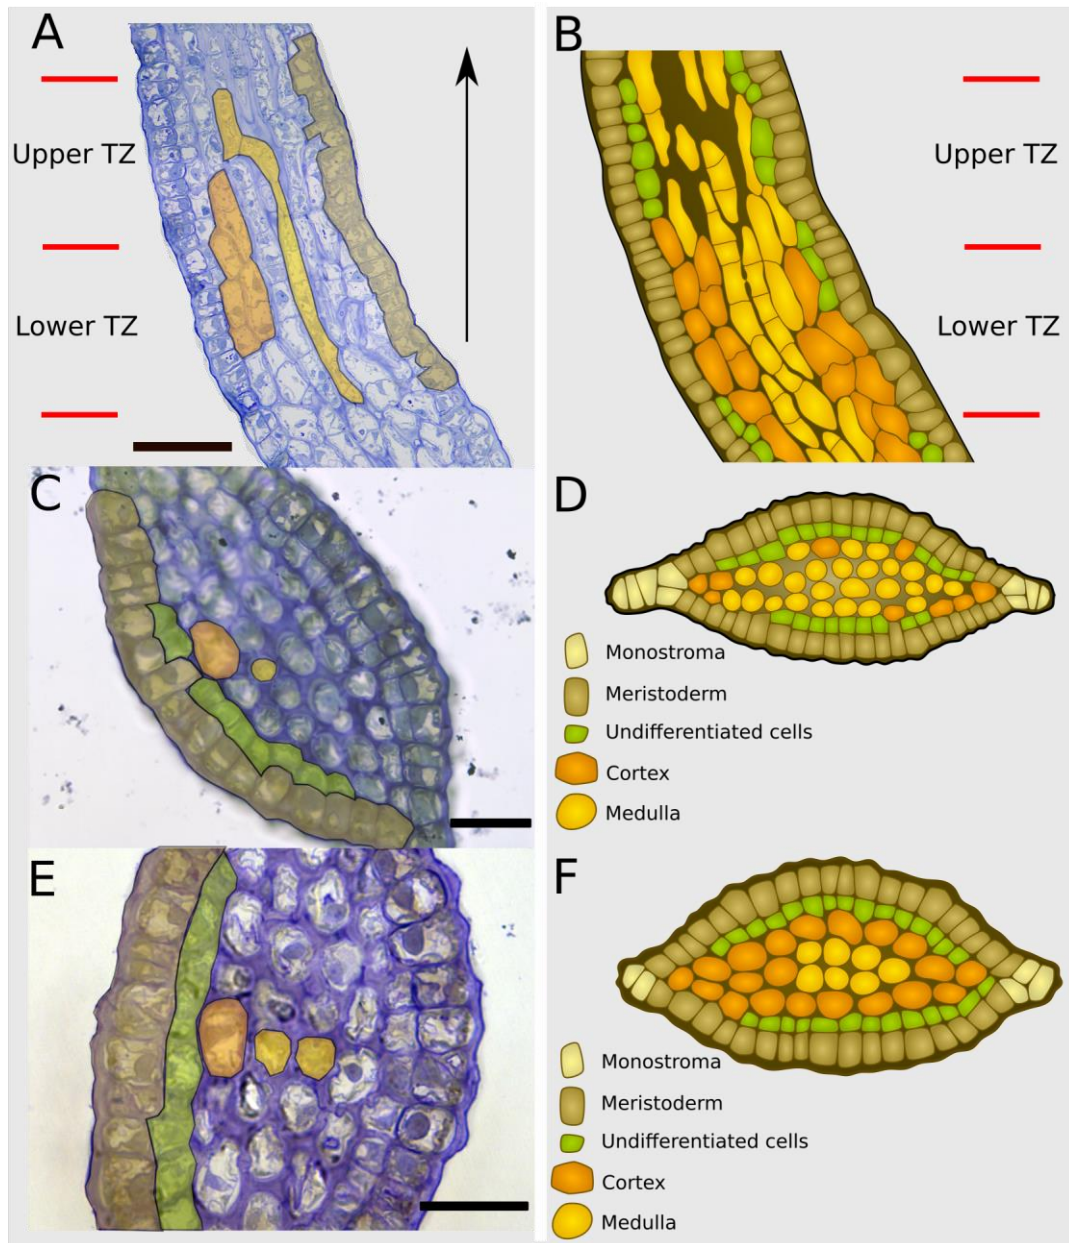 A
B
Upper TZ
Upper TZ
Lower TZ
Lower TZ
C
D
Monostroma
Meristoderm
Undifferentiated cells
Cortex
Medulla
E
F
Monostroma
Meristoderm
Undifferentiated cells
Cortex
Medulla